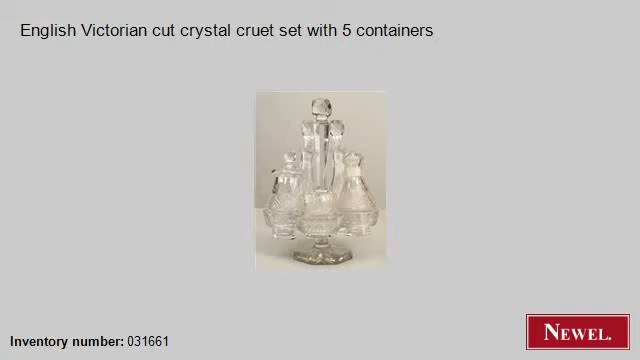 English Victorian cut crystal cruet set with 5 containers
Inventory number: 031661
NEWEL.